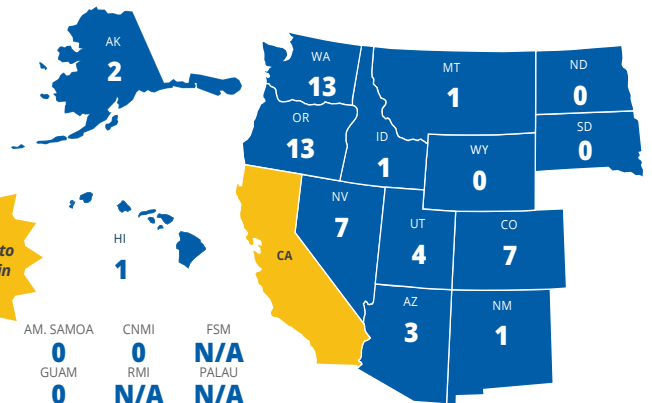 AK
2
WA
13
MT
1
ND
0
OR
13
ID
1
SD
0
WY
0
NV
7
UT
4
CO
7
CA
HI
1
to
in
AZ
3
NM
1
AM. SAMOA CNMI FSM
0 0 N/A
GUAM RMI PALAU
0 N/A N/A